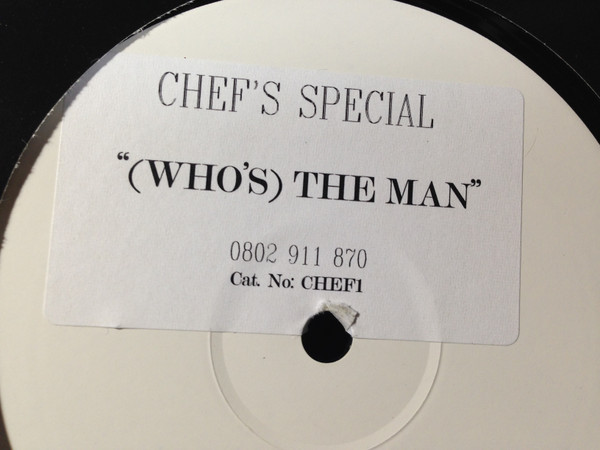 CHEF'S SPECIAL
“(WHO'S) THE MAN”
0802 911 870
Cat. No: CHEF1